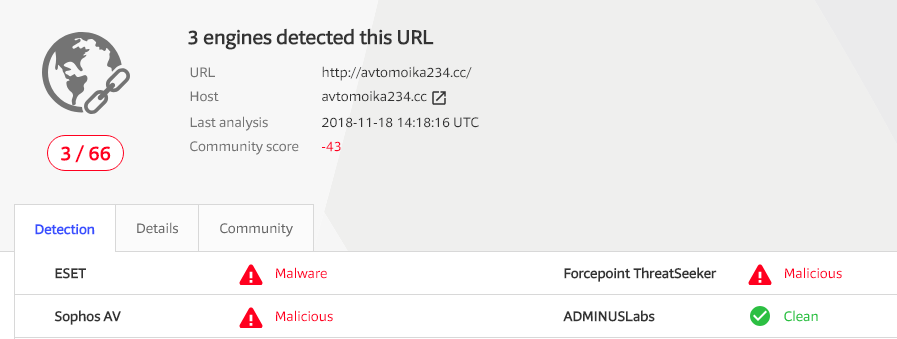 3 engines detected this URL
URL http://avtomoika234.cc/
Host avtomoika234.cc
Last analysis 2018-11-18 14:18:16 UTC
Community score -43
3 / 66
Detection Details Community
ESET Malware Forcepoint ThreatSeeker Malicious
Sophos AV Malicious ADMINUSLabs Clean